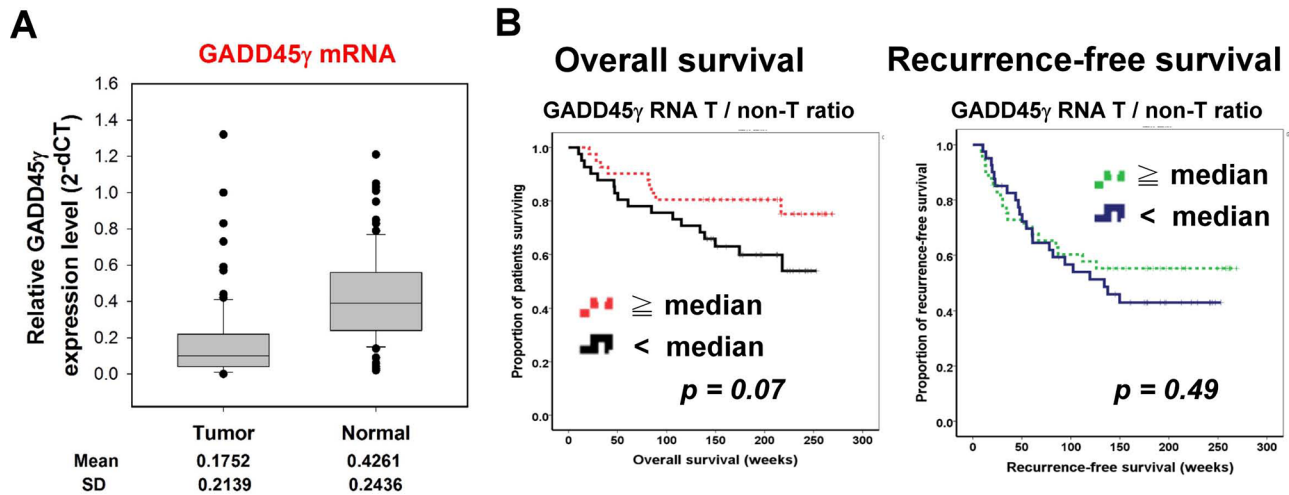 A
GADD45γ mRNA
Relative GADD45γ
expression level (2-dCT)
1.6
1.4
1.2
1.0
0.8
0.6
0.4
0.2
0.0
Tumor Normal
Mean 0.1752 0.4261
SD 0.2139 0.2436
B
Overall survival
GADD45γ RNA T / non-T ratio
Proportion of patients surviving
1.0
0.8
0.6
0.4
0.2
0.0
≧ median
< median
p = 0.07
0 50 100 150 200 250 300
Overall survival (weeks)
Recurrence-free survival
GADD45γ RNA T / non-T ratio
Proportion of recurrence-free survival
1.0
0.8
0.6
0.4
0.2
0.0
≧ median
< median
p = 0.49
0 50 100 150 200 250 300
Recurrence-free survival (weeks)